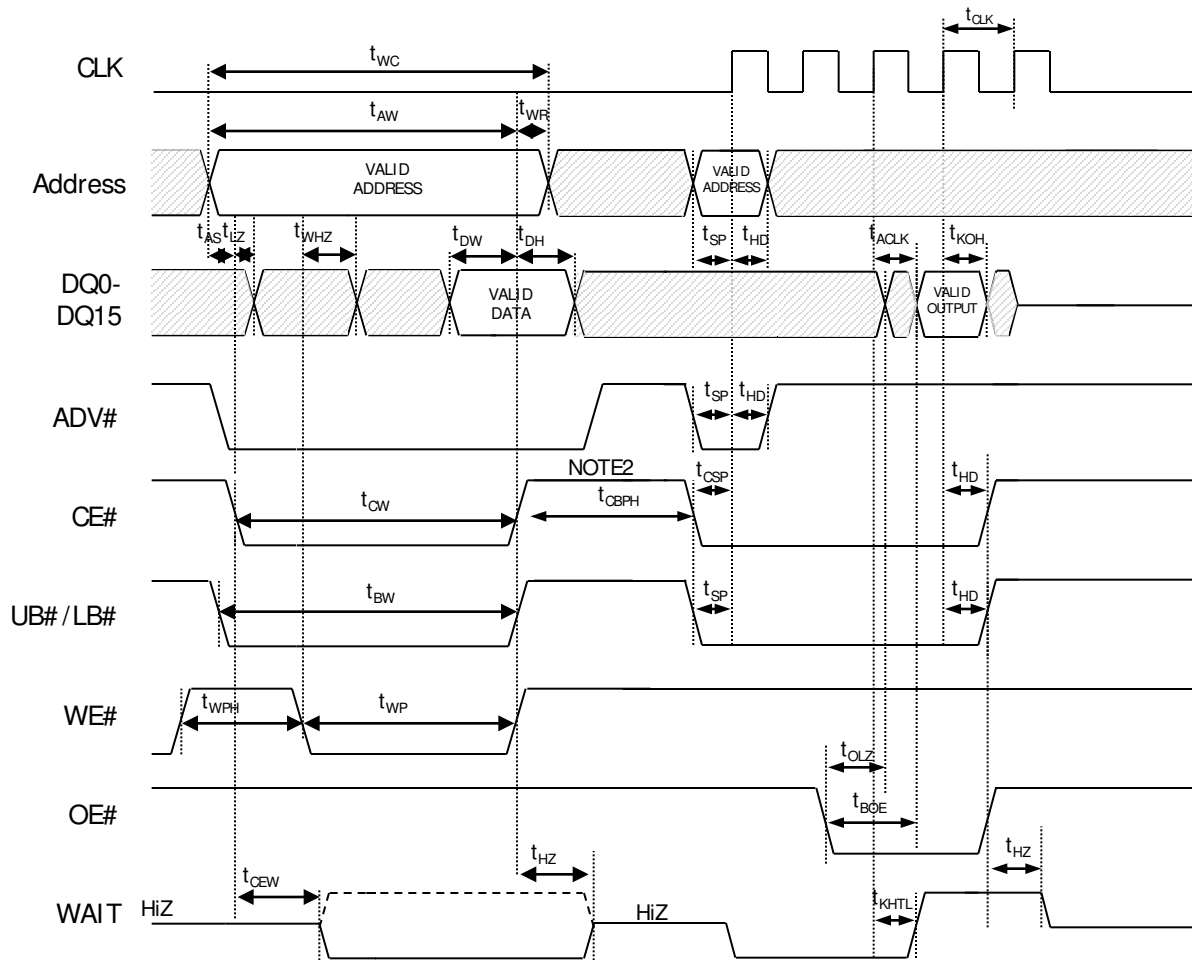 tCLK
CLK
tWC
tAW
tWR
Address
VALID
ADDRESS
VALID
ADDRESS
tAS tLZ
tWHZ
tDW
tDH
tSP
tHD
tACLK
tKOH
DQ0-
DQ15
VALID
DATA
VALID
OUTPUT
ADV#
tSP
tHD
NOTE2
CE#
tCW
tCBPH
tCSP
tHD
UB# / LB#
tBW
tSP
tHD
WE#
tWPH
tWP
OE#
tOLZ
tBOE
tHZ
tCEW
tHZ
WAIT
HiZ
HiZ
tKHTL